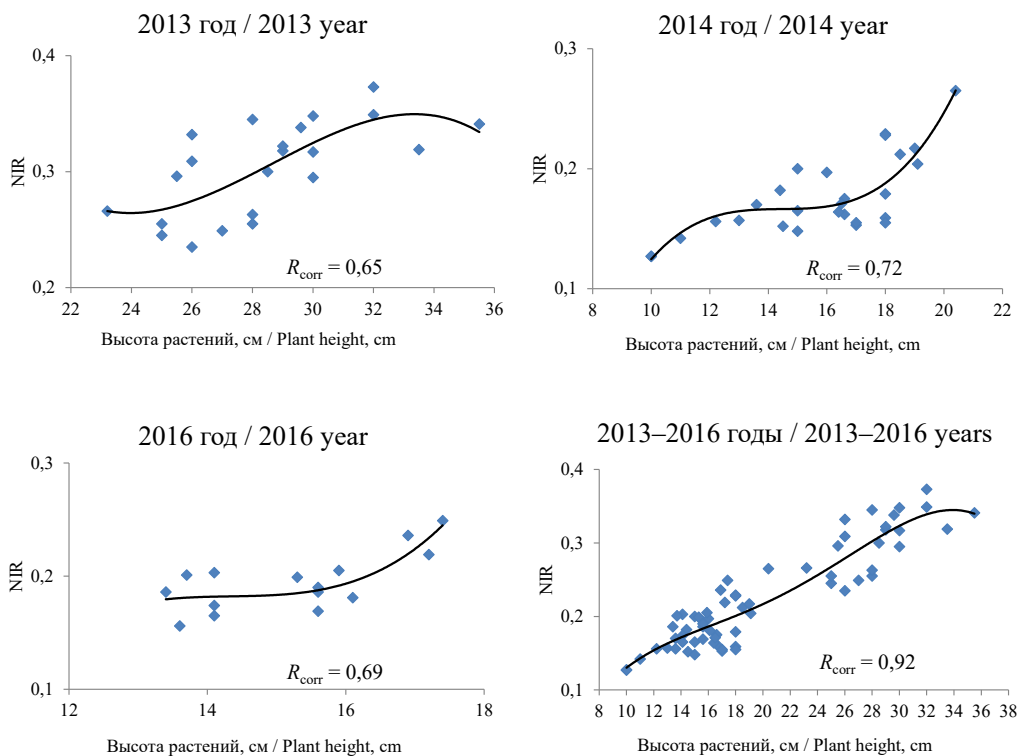 2013 год / 2013 year
0,4
0,3
0,2
NIR
R_corr = 0,65
22 24 26 28 30 32 34 36
Высота растений, см / Plant height, cm
2014 год / 2014 year
0,3
0,2
0,1
NIR
R_corr = 0,72
8 10 12 14 16 18 20 22
Высота растений, см / Plant height, cm
2016 год / 2016 year
0,3
0,2
0,1
NIR
R_corr = 0,69
12 14 16 18
Высота растений, см / Plant height, cm
2013–2016 годы / 2013–2016 years
0,4
0,3
0,2
0,1
NIR
R_corr = 0,92
8 10 12 14 16 18 20 22 24 26 28 30 32 34 36 38
Высота растений, см / Plant height, cm